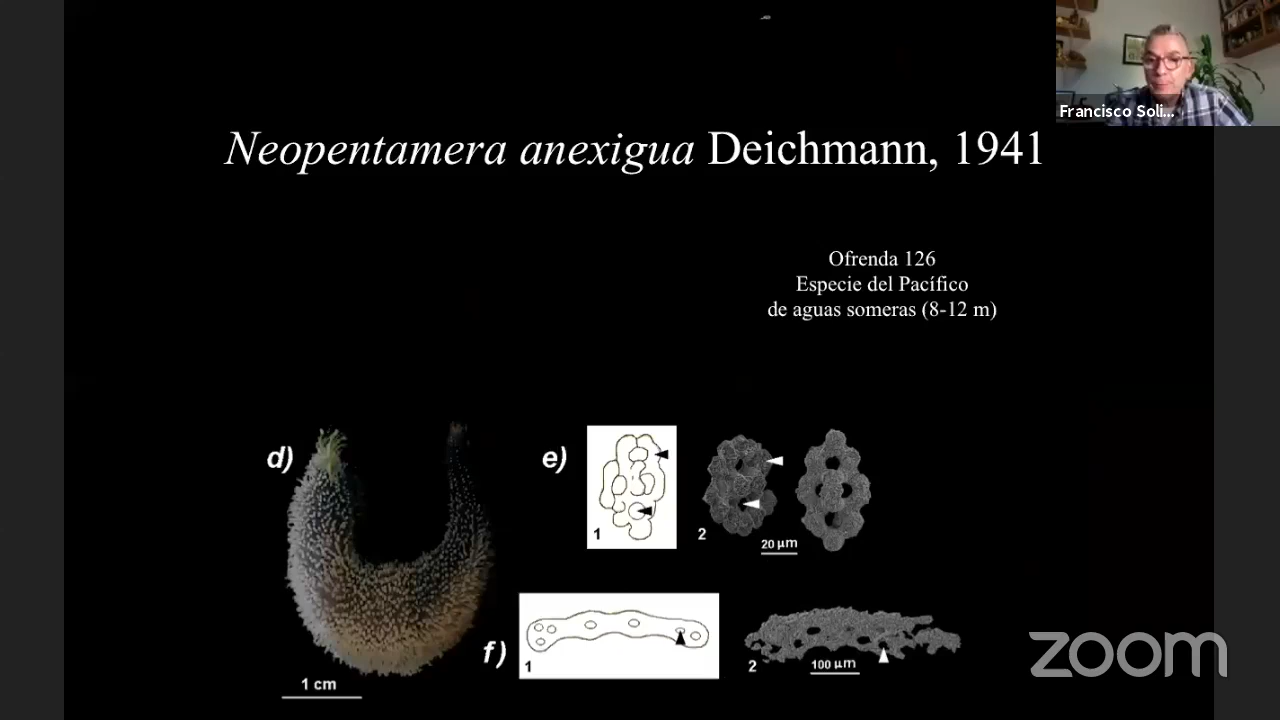 Francisco Soli...
Neopentamera anexigua Deichmann, 1941
Ofrenda 126
Especie del Pacífico
de aguas someras (8-12 m)
d)
e)
1
2
20 µm
f)
1
2
100 µm
1 cm
zoom